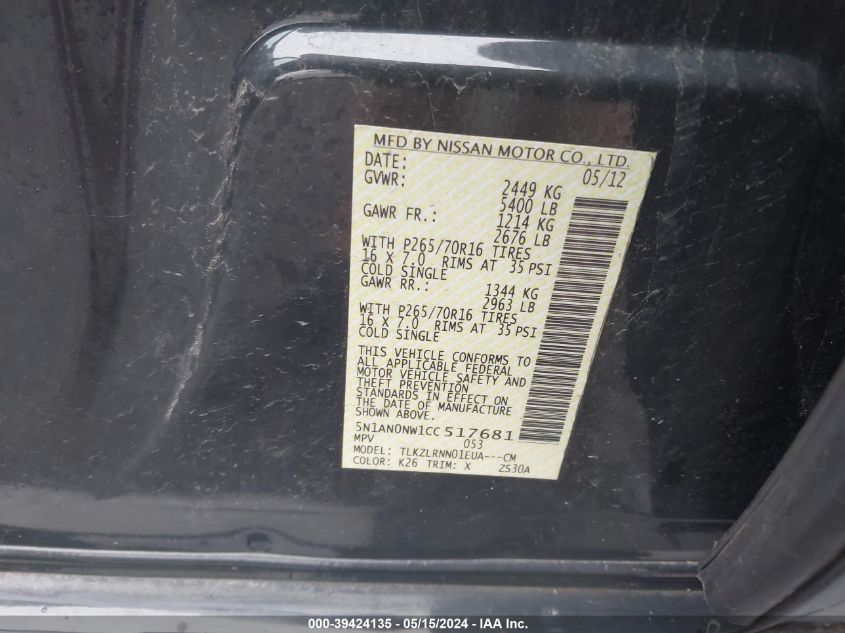 MFD BY NISSAN MOTOR CO., LTD.
DATE: 05/12
GVWR: 2449 KG
5400 LB
GAWR FR.: 1214 KG
2676 LB
WITH P265/70R16 TIRES
16 X 7.0 RIMS AT 35 PSI
COLD SINGLE
GAWR RR.: 1344 KG
2963 LB
WITH P265/70R16 TIRES
16 X 7.0 RIMS AT 35 PSI
COLD SINGLE
THIS VEHICLE CONFORMS TO
ALL APPLICABLE FEDERAL
MOTOR VEHICLE SAFETY AND
THEFT PREVENTION
STANDARDS IN EFFECT ON
THE DATE OF MANUFACTURE
SHOWN ABOVE.
5N1AN0NW1CC517681
MPV 053
MODEL: TLKZLRNN01EUA---CM
COLOR: K26 TRIM: X ZS30A
000-39424135 - 05/15/2024 - IAA Inc.